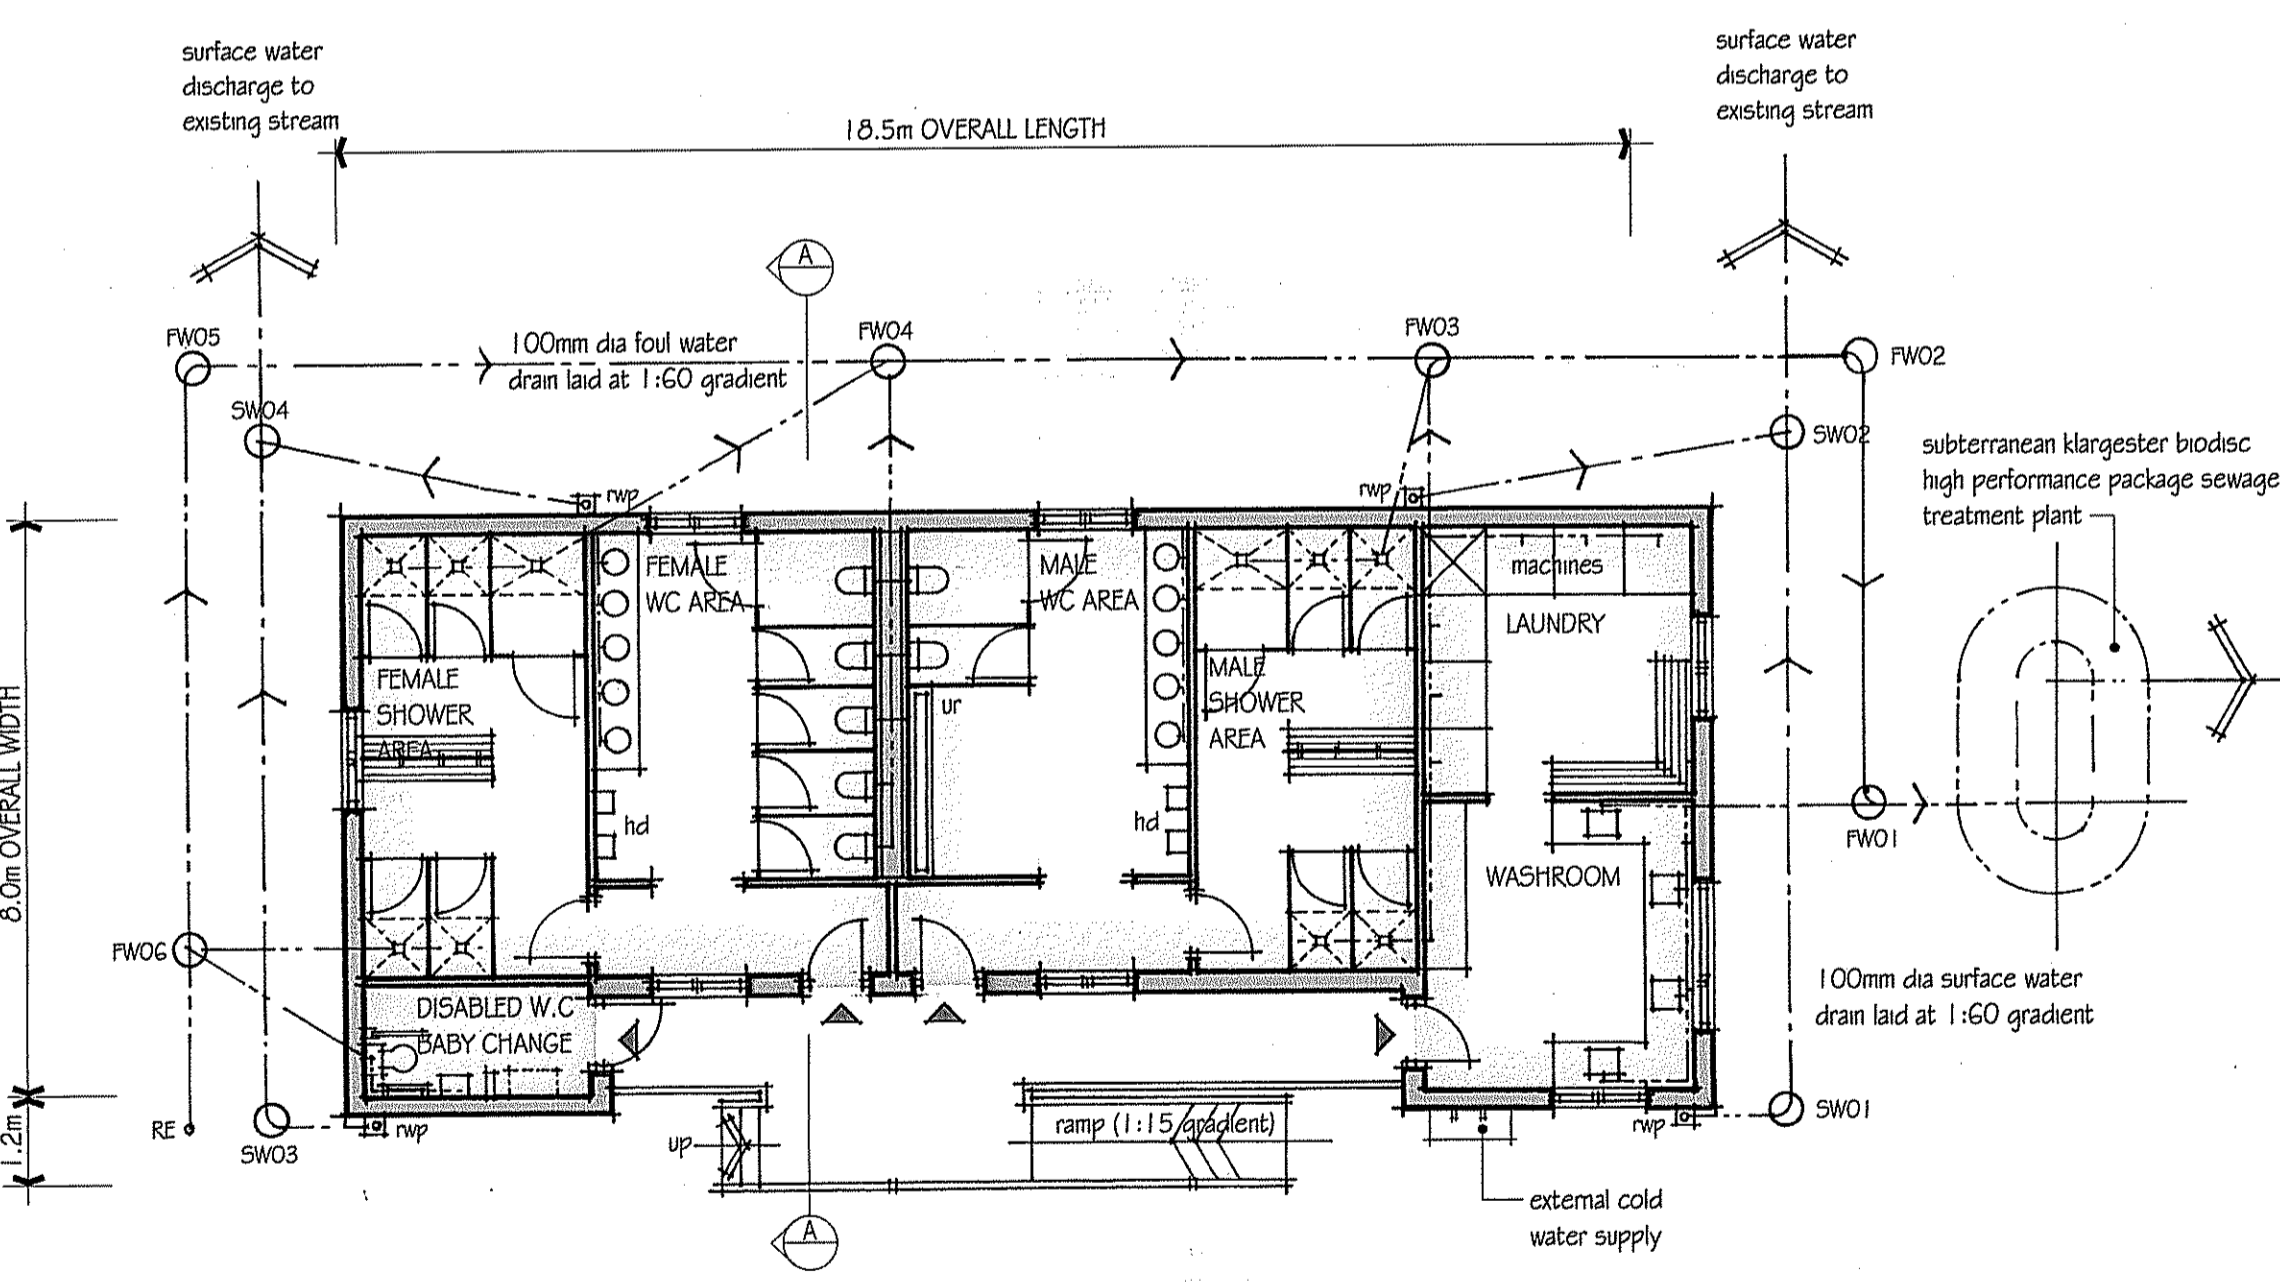 surface water
discharge to
existing stream
surface water
discharge to
existing stream
18.5m OVERALL LENGTH
A
FW05
100mm dia foul water
drain laid at 1:60 gradient
FW04
FW03
FW02
SW04
SW02
rwp
rwp
subterranean klargester biodisc
high performance package sewage
treatment plant
FEMALE
WC AREA
MALE
WC AREA
machines
LAUNDRY
FEMALE
SHOWER
AREA
MALE
SHOWER
AREA
ur
hd
hd
8.0m OVERALL WIDTH
FW01
WASHROOM
FW06
100mm dia surface water
drain laid at 1:60 gradient
DISABLED W.C
BABY CHANGE
RE
SW03
rwp
1.2m
up
ramp (1:15 gradient)
rwp
SW01
external cold
water supply
A